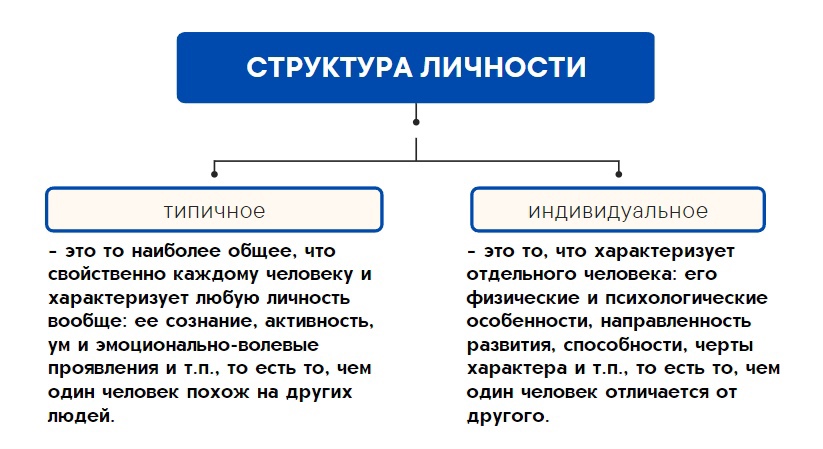 СТРУКТУРА ЛИЧНОСТИ
типичное
– это то наиболее общее, что
свойственно каждому человеку и
характеризует любую личность
вообще: ее сознание, активность,
ум и эмоционально-волевые
проявления и т.п., то есть то, чем
один человек похож на других
людей.
индивидуальное
– это то, что характеризует
отдельного человека: его
физические и психологические
особенности, направленность
развития, способности, черты
характера и т.п., то есть то, чем
один человек отличается от
другого.